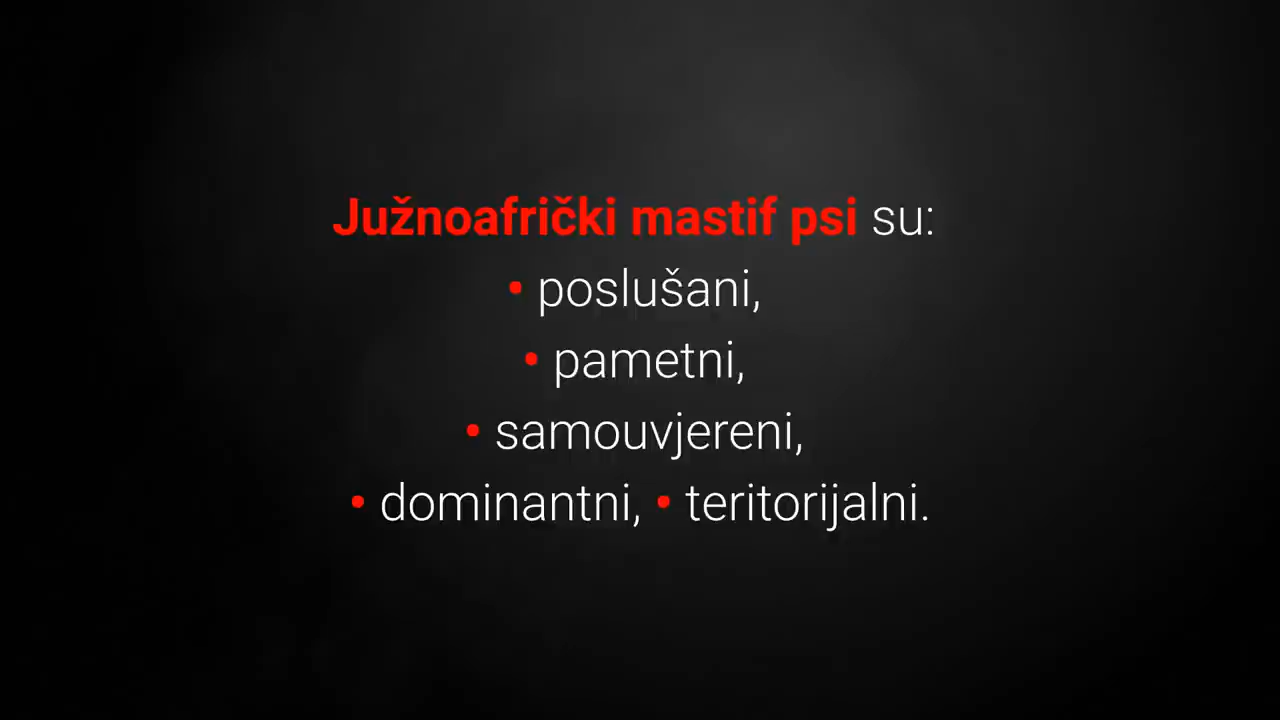 Južnoafrički mastif psi su:
• poslušani,
• pametni,
• samouvjereni,
• dominantni, • teritorijalni.